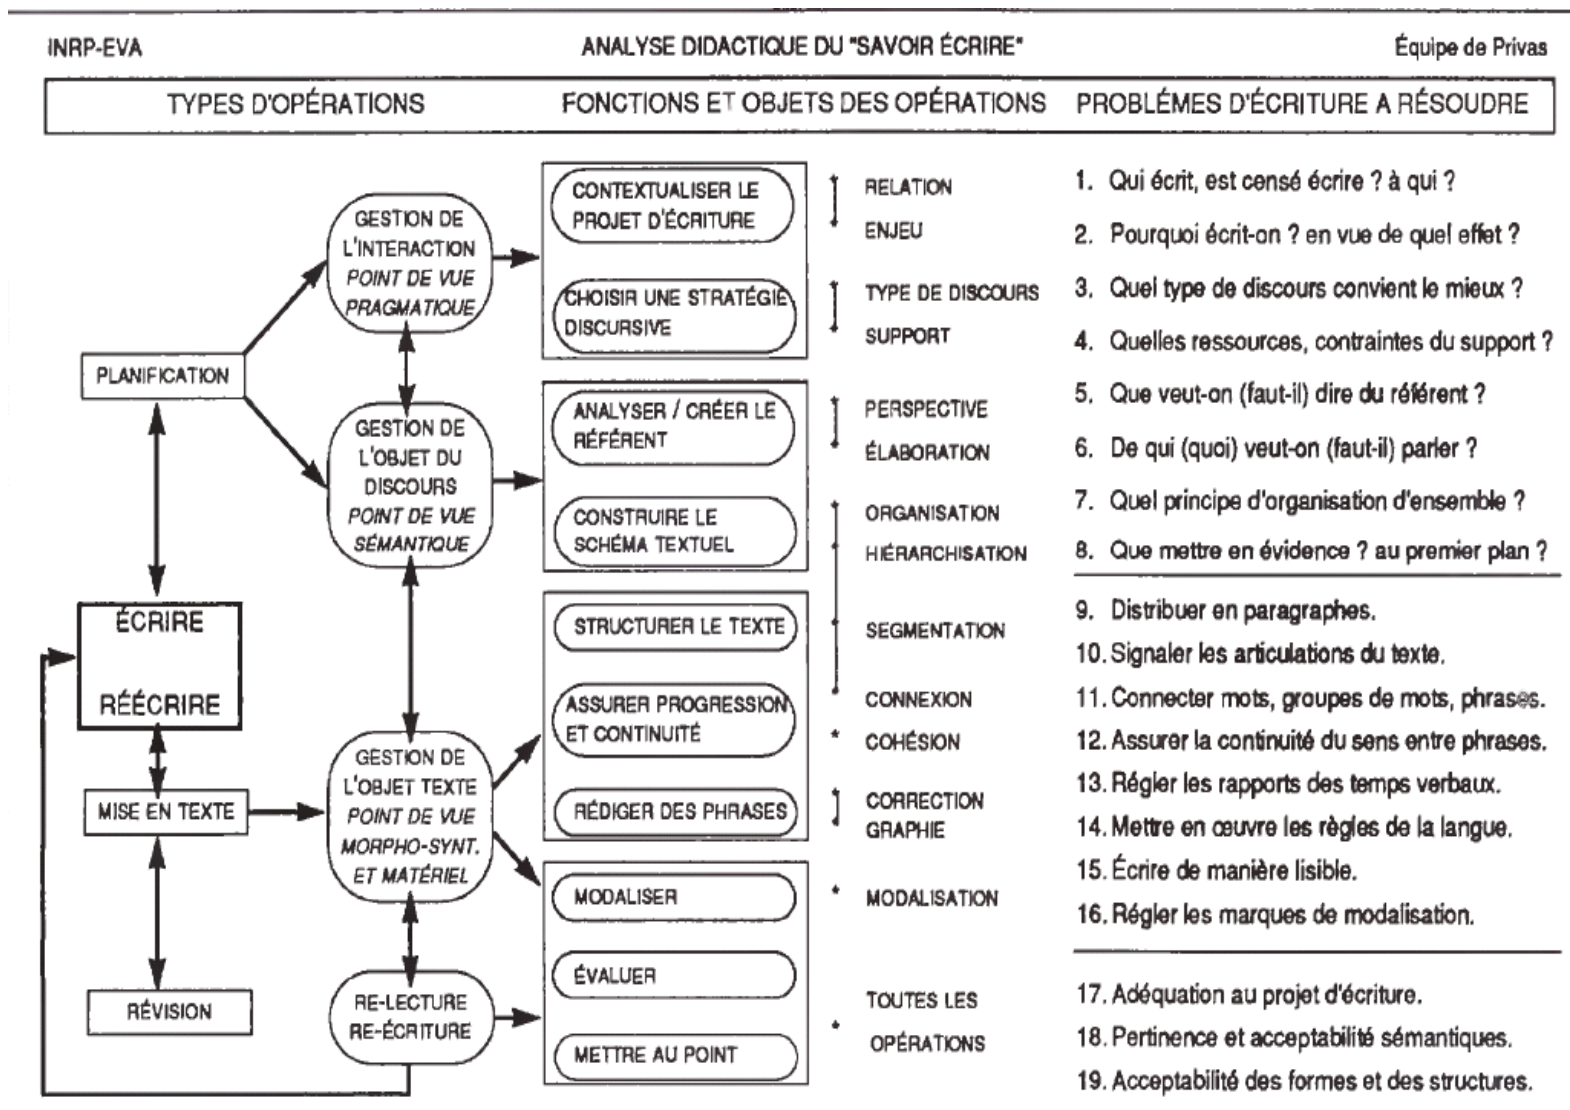 INRP-EVA
ANALYSE DIDACTIQUE DU "SAVOIR ÉCRIRE"
Équipe de Privas
TYPES D'OPÉRATIONS
FONCTIONS ET OBJETS DES OPÉRATIONS
PROBLÉMES D'ÉCRITURE A RÉSOUDRE
PLANIFICATION
ÉCRIRE
RÉÉCRIRE
MISE EN TEXTE
RÉVISION
GESTION DE
L'INTERACTION
POINT DE VUE
PRAGMATIQUE
GESTION DE
L'OBJET DU
DISCOURS
POINT DE VUE
SÉMANTIQUE
GESTION DE
L'OBJET TEXTE
POINT DE VUE
MORPHO-SYNT.
ET MATÉRIEL
RE-LECTURE
RE-ÉCRITURE
CONTEXTUALISER LE
PROJET D'ÉCRITURE
CHOISIR UNE STRATÉGIE
DISCURSIVE
ANALYSER / CRÉER LE
RÉFÉRENT
CONSTRUIRE LE
SCHÉMA TEXTUEL
STRUCTURER LE TEXTE
ASSURER PROGRESSION
ET CONTINUITÉ
RÉDIGER DES PHRASES
MODALISER
ÉVALUER
METTRE AU POINT
RELATION
ENJEU
TYPE DE DISCOURS
SUPPORT
PERSPECTIVE
ÉLABORATION
ORGANISATION
HIÉRARCHISATION
SEGMENTATION
CONNEXION
COHÉSION
CORRECTION
GRAPHIE
MODALISATION
TOUTES LES
OPÉRATIONS
1. Qui écrit, est censé écrire ? à qui ?
2. Pourquoi écrit-on ? en vue de quel effet ?
3. Quel type de discours convient le mieux ?
4. Quelles ressources, contraintes du support ?
5. Que veut-on (faut-il) dire du référent ?
6. De qui (quoi) veut-on (faut-il) parler ?
7. Quel principe d'organisation d'ensemble ?
8. Que mettre en évidence ? au premier plan ?
9. Distribuer en paragraphes.
10. Signaler les articulations du texte.
11. Connecter mots, groupes de mots, phrases.
12. Assurer la continuité du sens entre phrases.
13. Régler les rapports des temps verbaux.
14. Mettre en œuvre les règles de la langue.
15. Écrire de manière lisible.
16. Régler les marques de modalisation.
17. Adéquation au projet d'écriture.
18. Pertinence et acceptabilité sémantiques.
19. Acceptabilité des formes et des structures.